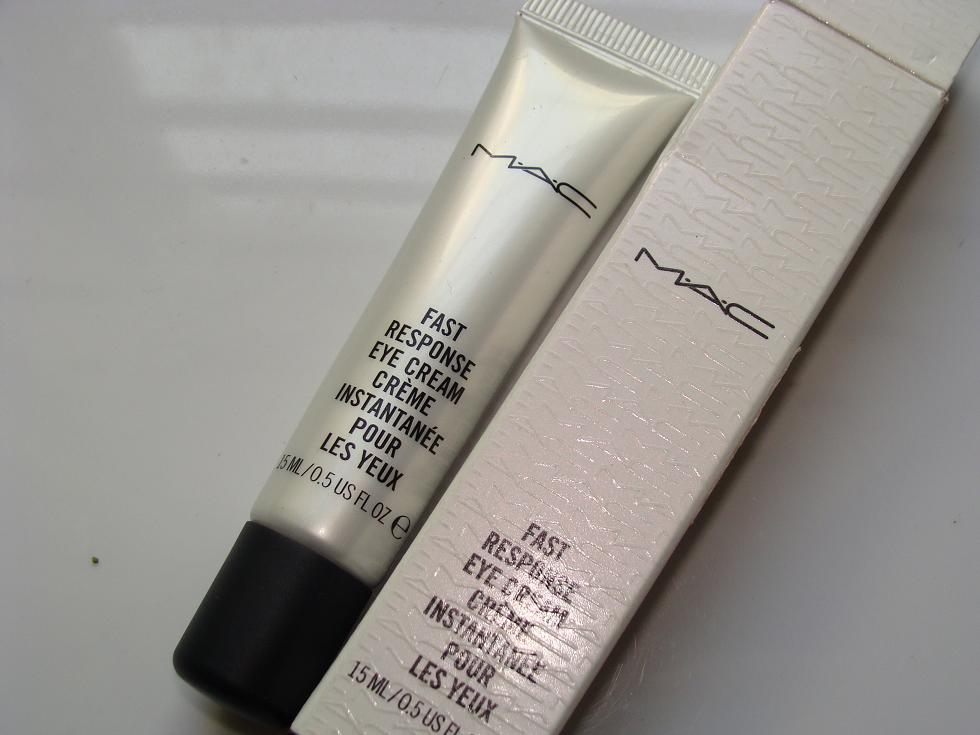 M·A·C
FAST
RESPONSE
EYE CREAM
CRÈME
INSTANTANÉE
POUR
LES YEUX
15 ML/0.5 US FL OZ ℮
M·A·C
FAST
RESPONSE
EYE CREAM
CRÈME
INSTANTANÉE
POUR
LES YEUX
15 ML/0.5 US F